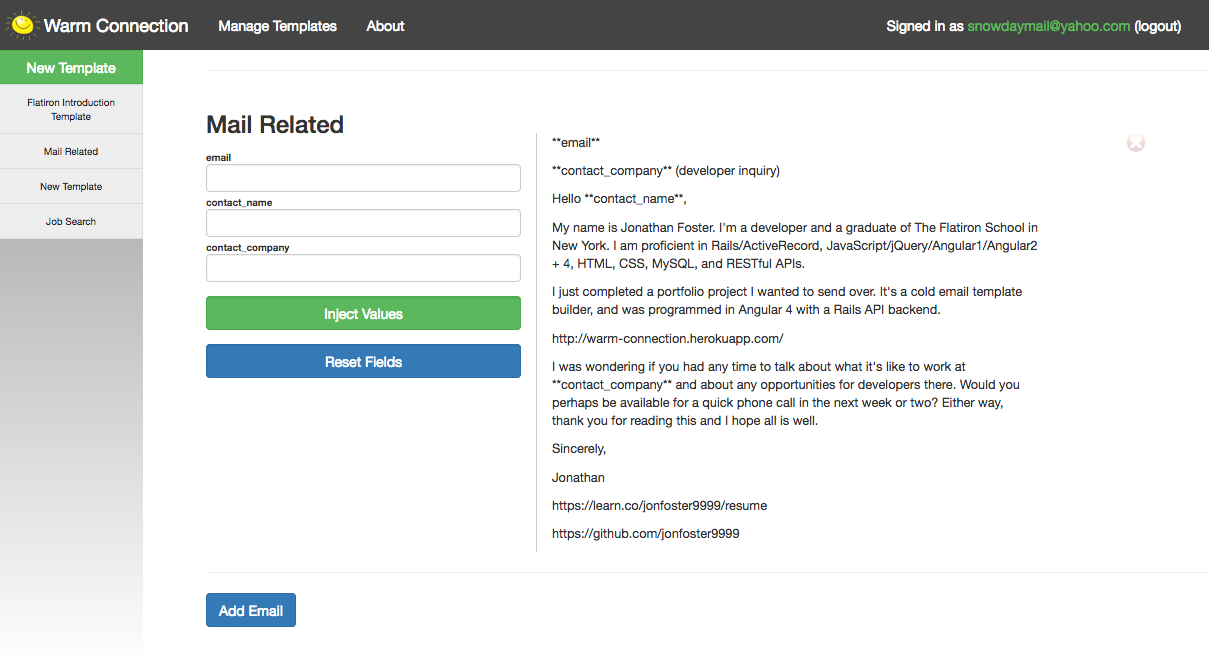 Warm Connection
Manage Templates
About
Signed in as snowdaymail@yahoo.com (logout)
New Template
Flatiron Introduction
Template
Mail Related
New Template
Job Search
Mail Related
email
contact_name
contact_company
Inject Values
Reset Fields
**email**
**contact_company** (developer inquiry)
Hello **contact_name**,
My name is Jonathan Foster. I'm a developer and a graduate of The Flatiron School in
New York. I am proficient in Rails/ActiveRecord, JavaScript/jQuery/Angular1/Angular2
+ 4, HTML, CSS, MySQL, and RESTful APIs.
I just completed a portfolio project I wanted to send over. It's a cold email template
builder, and was programmed in Angular 4 with a Rails API backend.
http://warm-connection.herokuapp.com/
I was wondering if you had any time to talk about what it's like to work at
**contact_company** and about any opportunities for developers there. Would you
perhaps be available for a quick phone call in the next week or two? Either way,
thank you for reading this and I hope all is well.
Sincerely,
Jonathan
https://learn.co/jonfoster9999/resume
https://github.com/jonfoster9999
Add Email